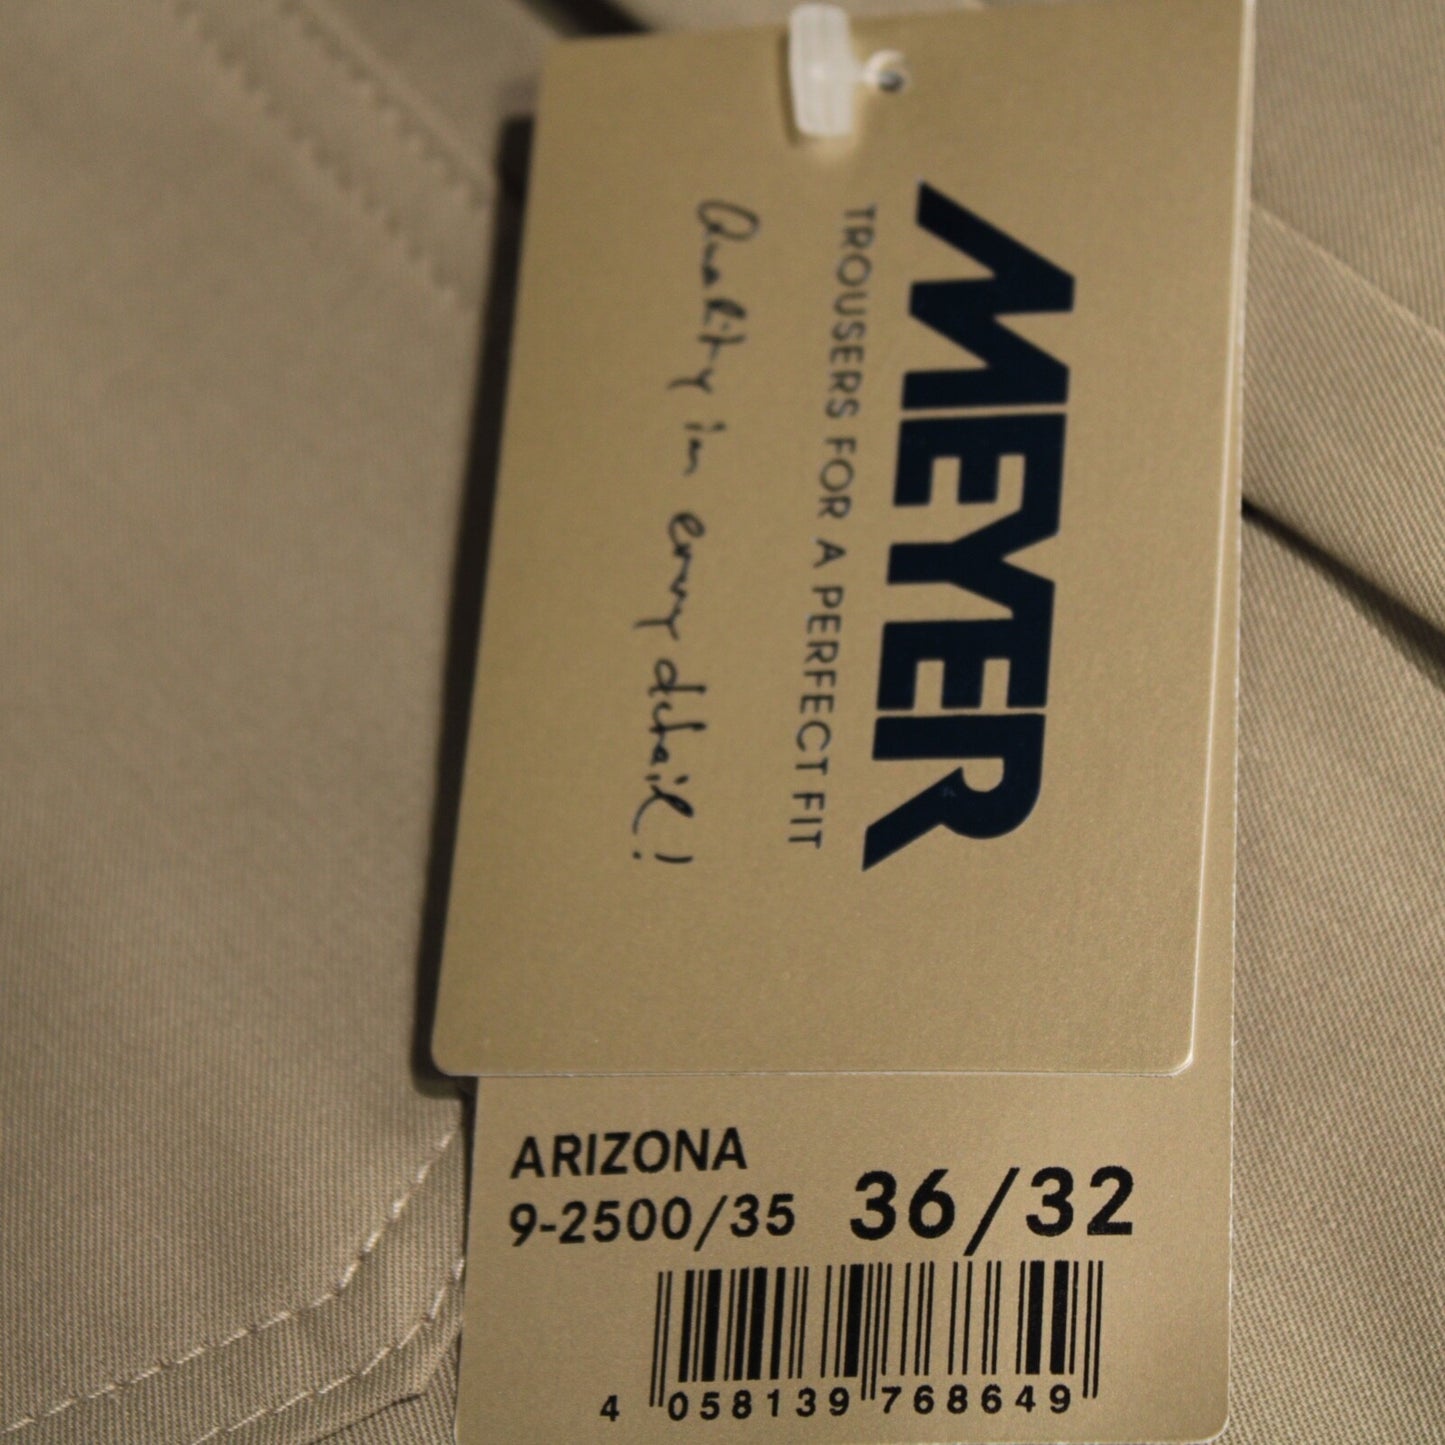 MEYER
TROUSERS FOR A PERFECT FIT
Quality in every detail!
ARIZONA
9-2500/35 36/32
4 058139 768649